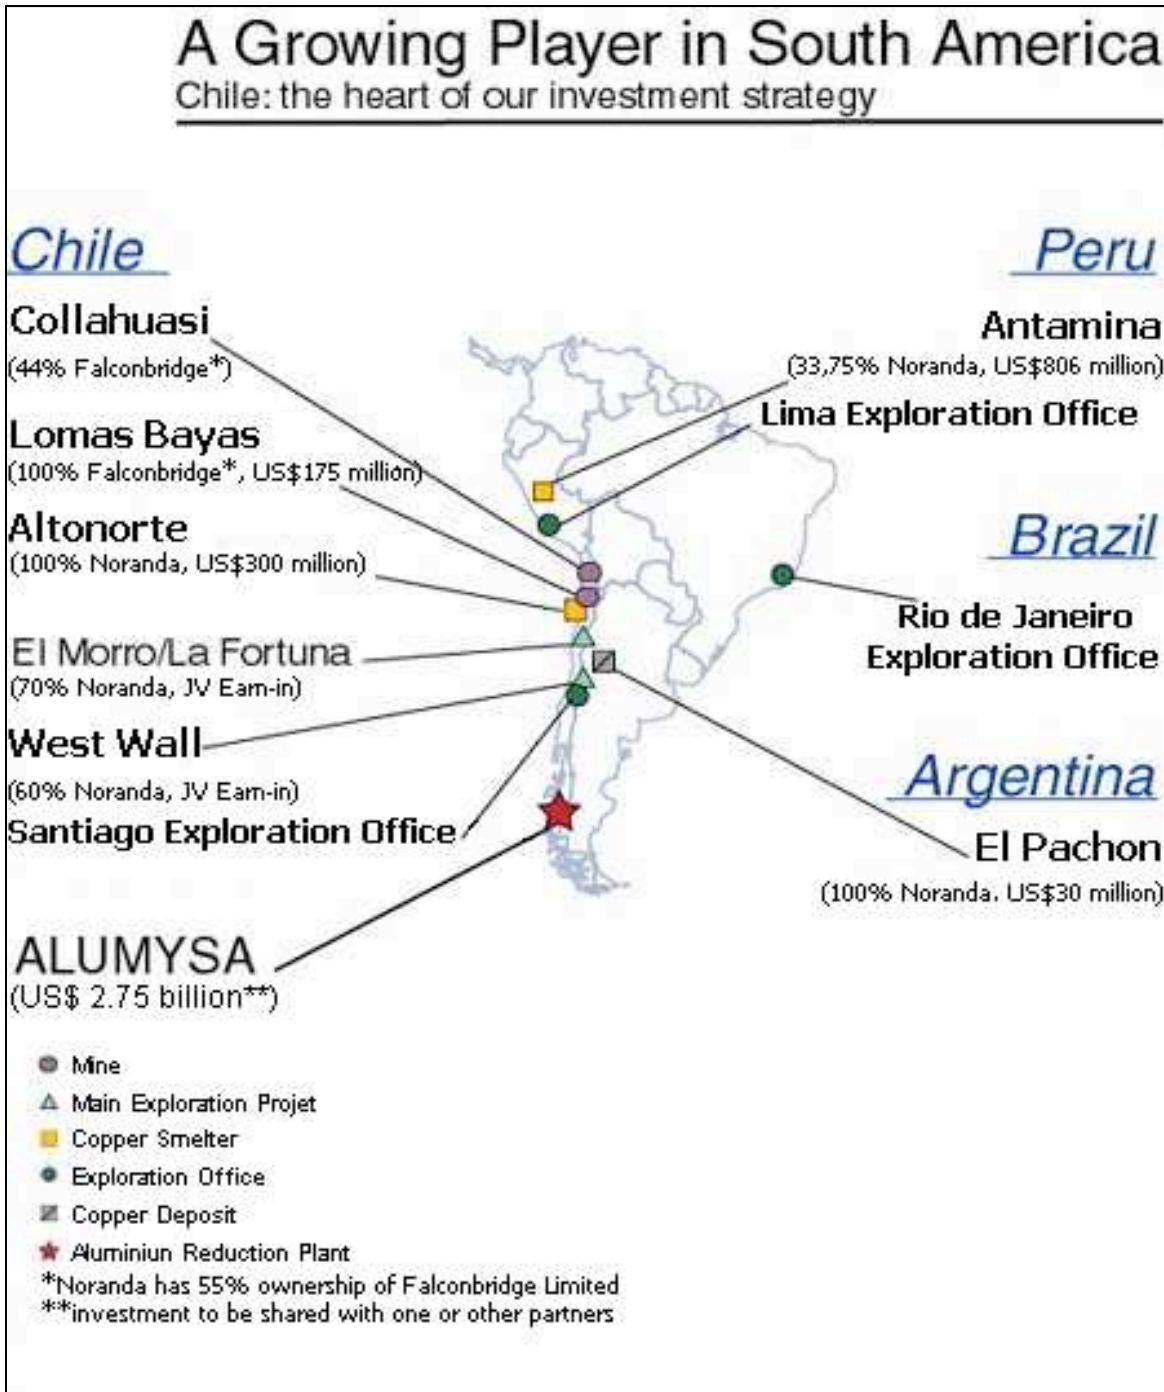 A Growing Player in South America
Chile: the heart of our investment strategy
Chile
Collahuasi
(44% Falconbridge*)
Lomas Bayas
(100% Falconbridge*, US$175 million)
Altonorte
(100% Noranda, US$300 million)
El Morro/La Fortuna
(70% Noranda, JV Earn-in)
West Wall
(60% Noranda, JV Earn-in)
Santiago Exploration Office
ALUMYSA
(US$ 2.75 billion**)
Peru
Antamina
(33,75% Noranda, US$806 million)
Lima Exploration Office
Brazil
Rio de Janeiro
Exploration Office
Argentina
El Pachon
(100% Noranda. US$30 million)
Mine
Main Exploration Projet
Copper Smelter
Exploration Office
Copper Deposit
Aluminiun Reduction Plant
*Noranda has 55% ownership of Falconbridge Limited
**investment to be shared with one or other partners